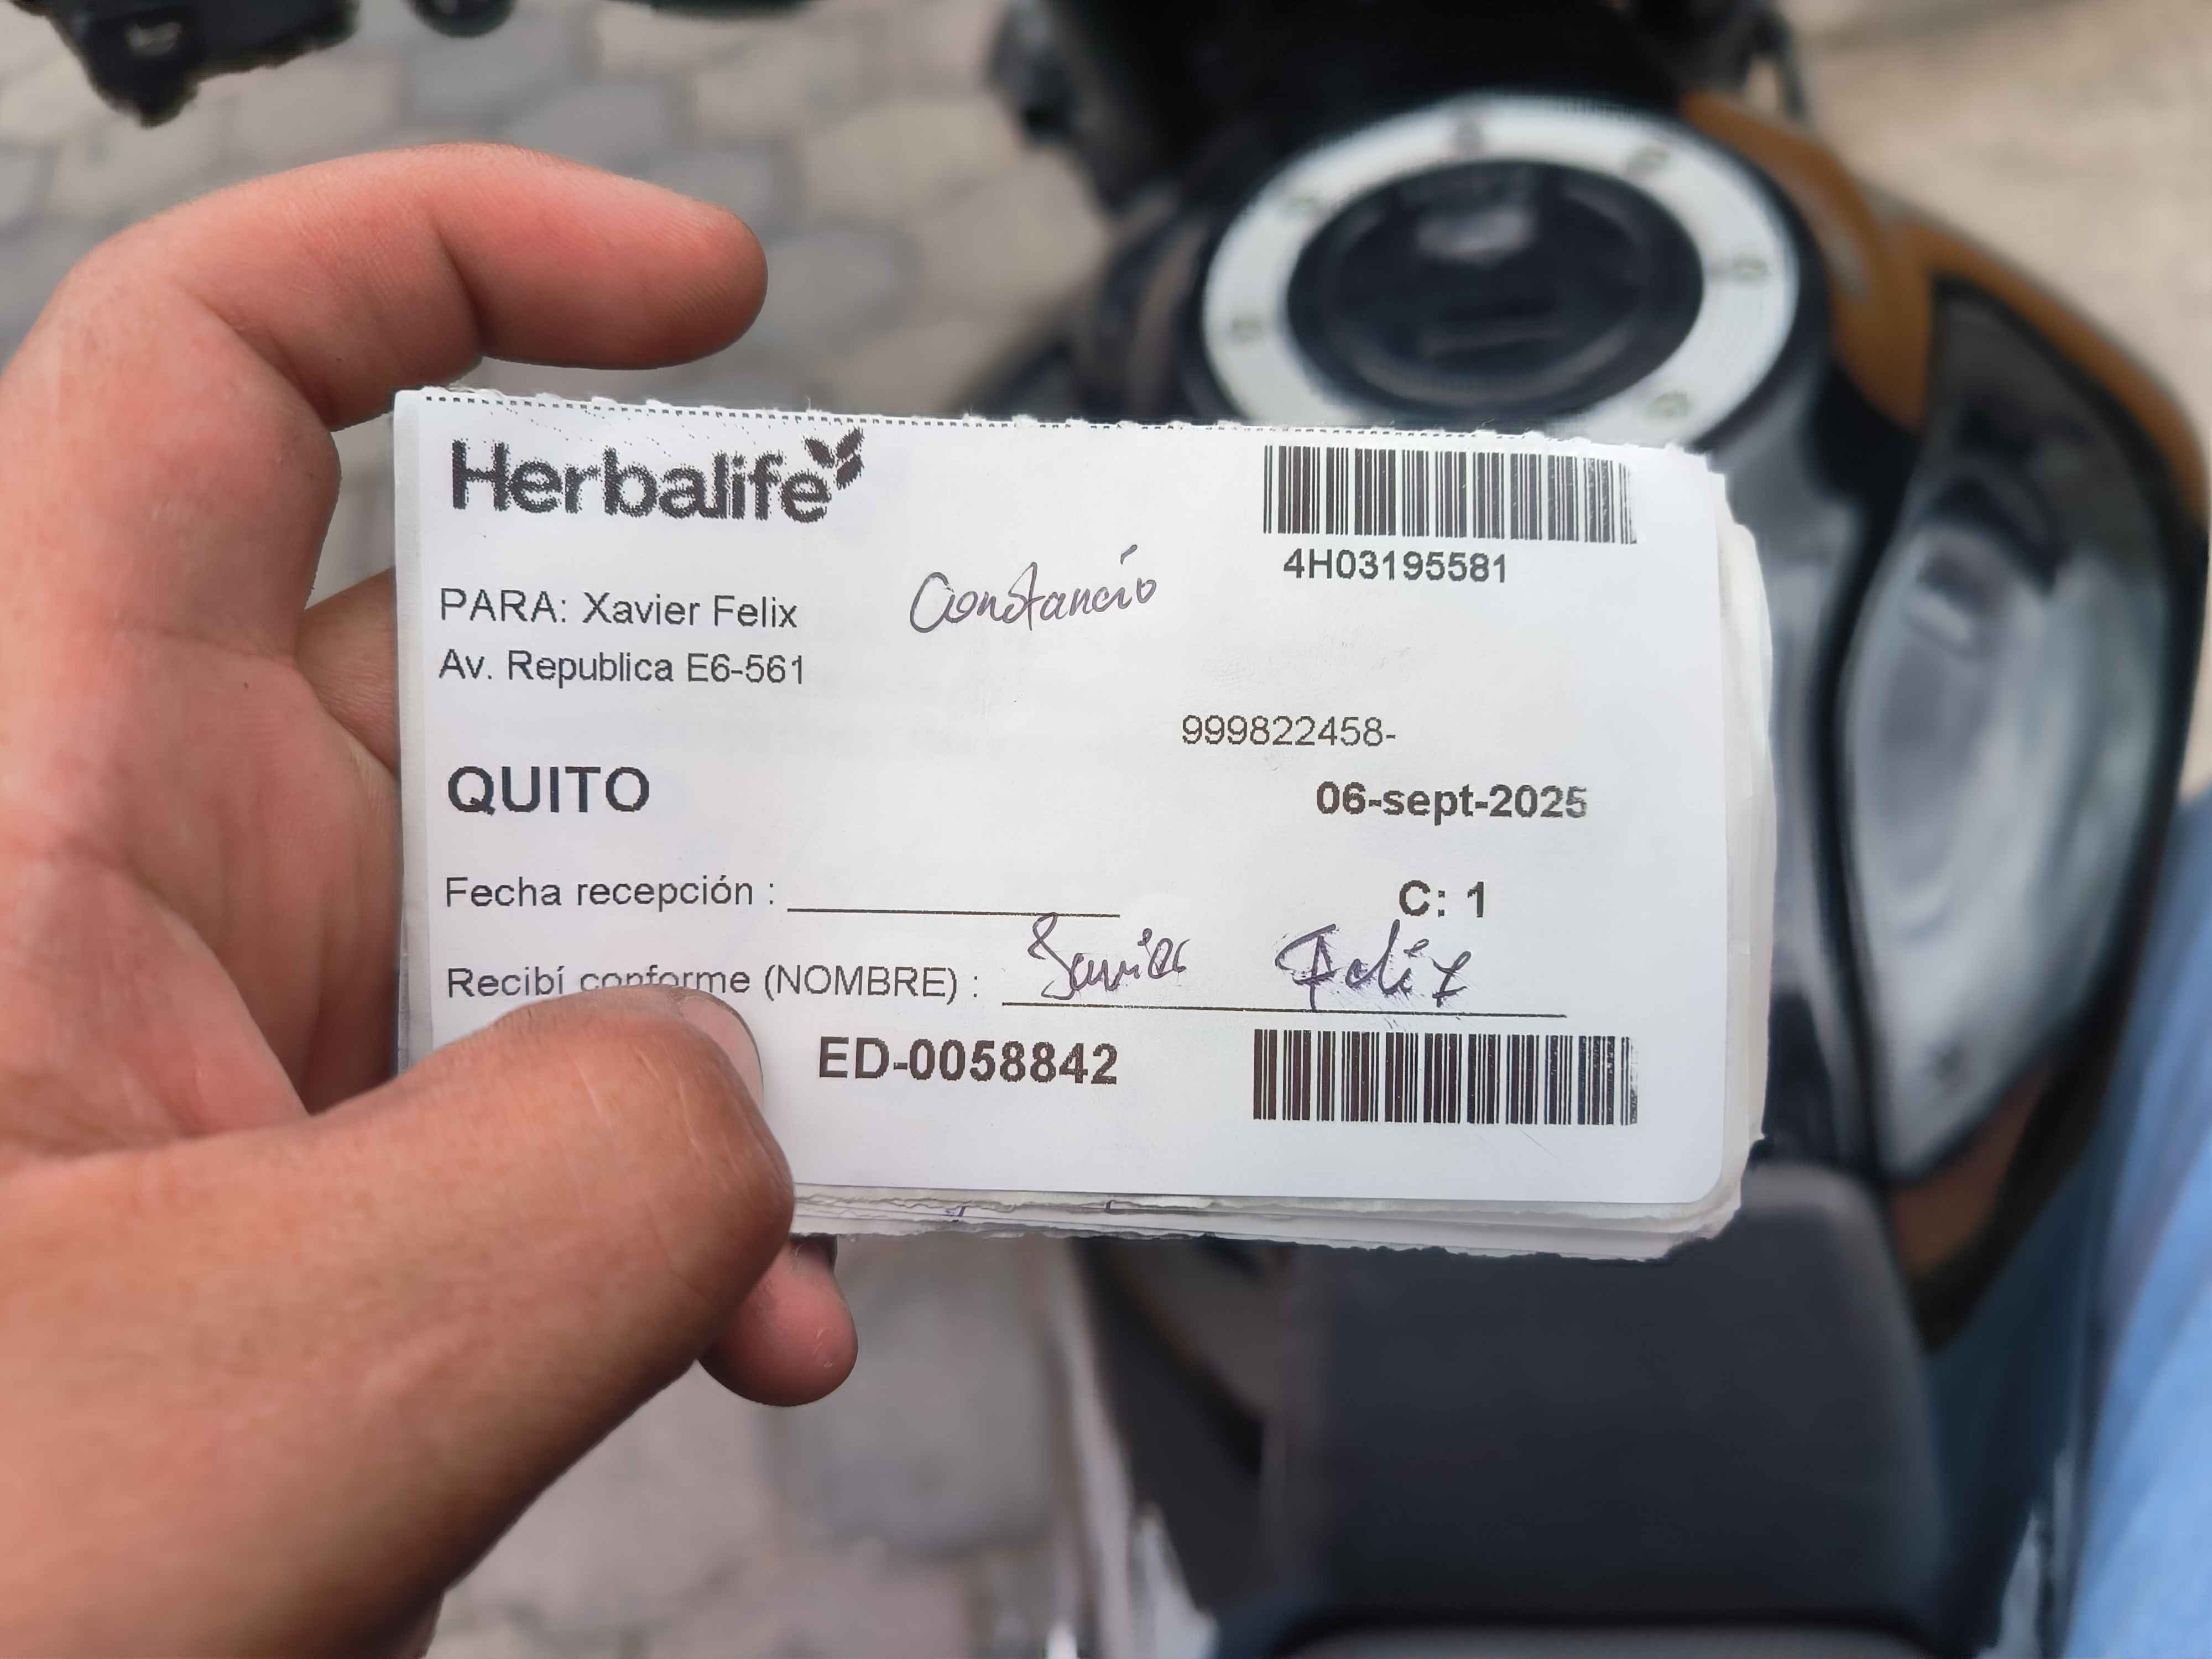 Herbalife
4H03195581
PARA: Xavier Felix Constancio
Av. Republica E6-561
999822458-
QUITO
06-sept-2025
Fecha recepción :
C: 1
Recibí conforme (NOMBRE) : Javier Felix
ED-0058842